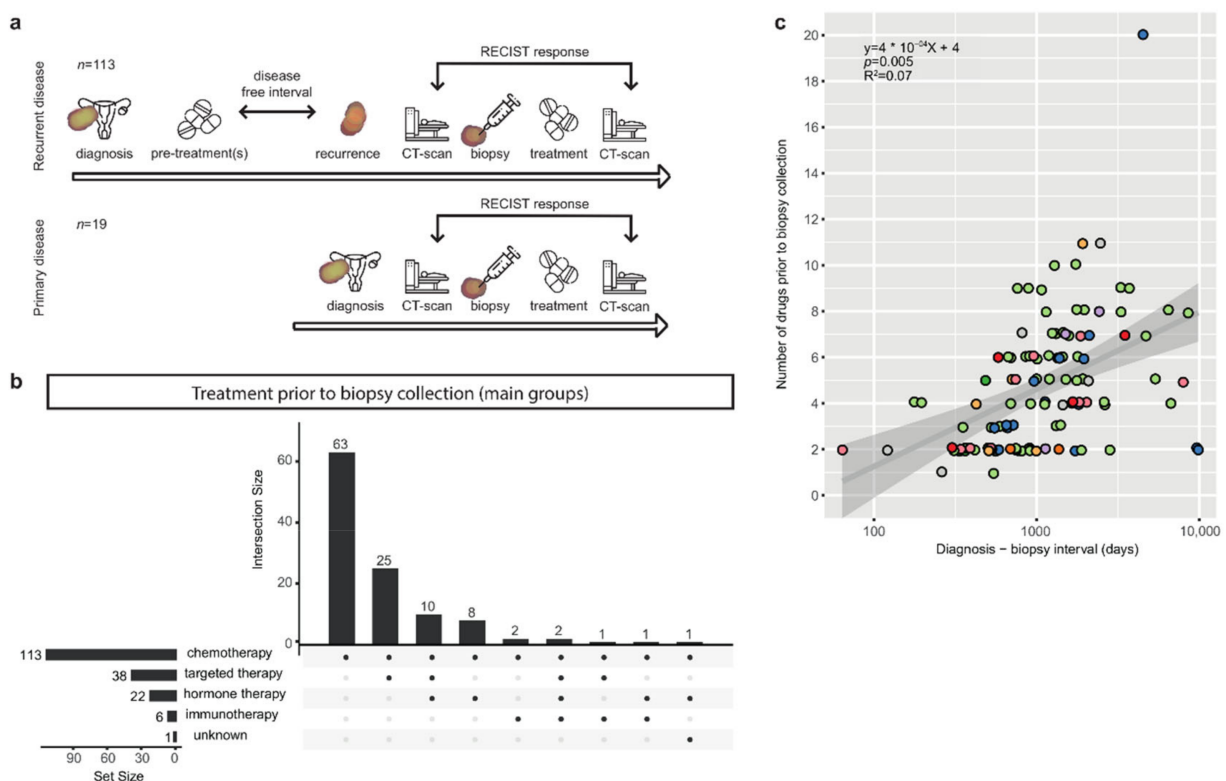 a
Recurrent disease
n=113
disease
free interval
RECIST response
diagnosis
pre-treatment(s)
recurrence
CT-scan
biopsy
treatment
CT-scan
Primary disease
n=19
RECIST response
diagnosis
CT-scan
biopsy
treatment
CT-scan
b
Treatment prior to biopsy collection (main groups)
Intersection Size
60
40
20
0
63
25
10
8
2
2
1
1
1
113
chemotherapy
38
targeted therapy
22
hormone therapy
6
immunotherapy
1
unknown
90
60
30
0
Set Size
c
y=4 * 10⁻⁰⁴X + 4
p=0.005
R²=0.07
Number of drugs prior to biopsy collection
20
18
16
14
12
10
8
6
4
2
0
100
1000
10,000
Diagnosis − biopsy interval (days)